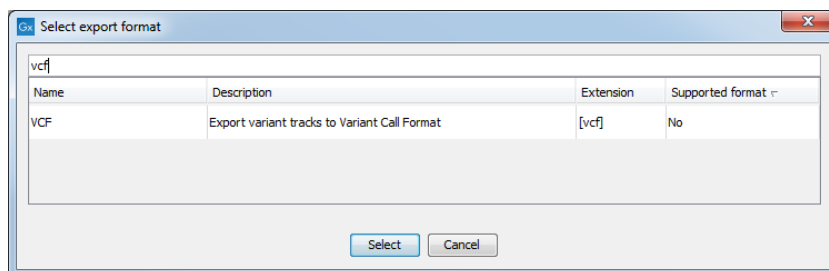 Gx Select export format
vcf
Name Description Extension Supported format
VCF Export variant tracks to Variant Call Format [vcf] No
Select Cancel